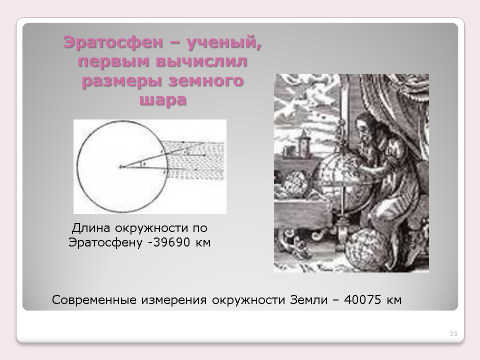 Эратосфен – ученый,
первым вычислил
размеры земного
шара
Длина окружности по
Эратосфену -39690 км
Современные измерения окружности Земли – 40075 км
33